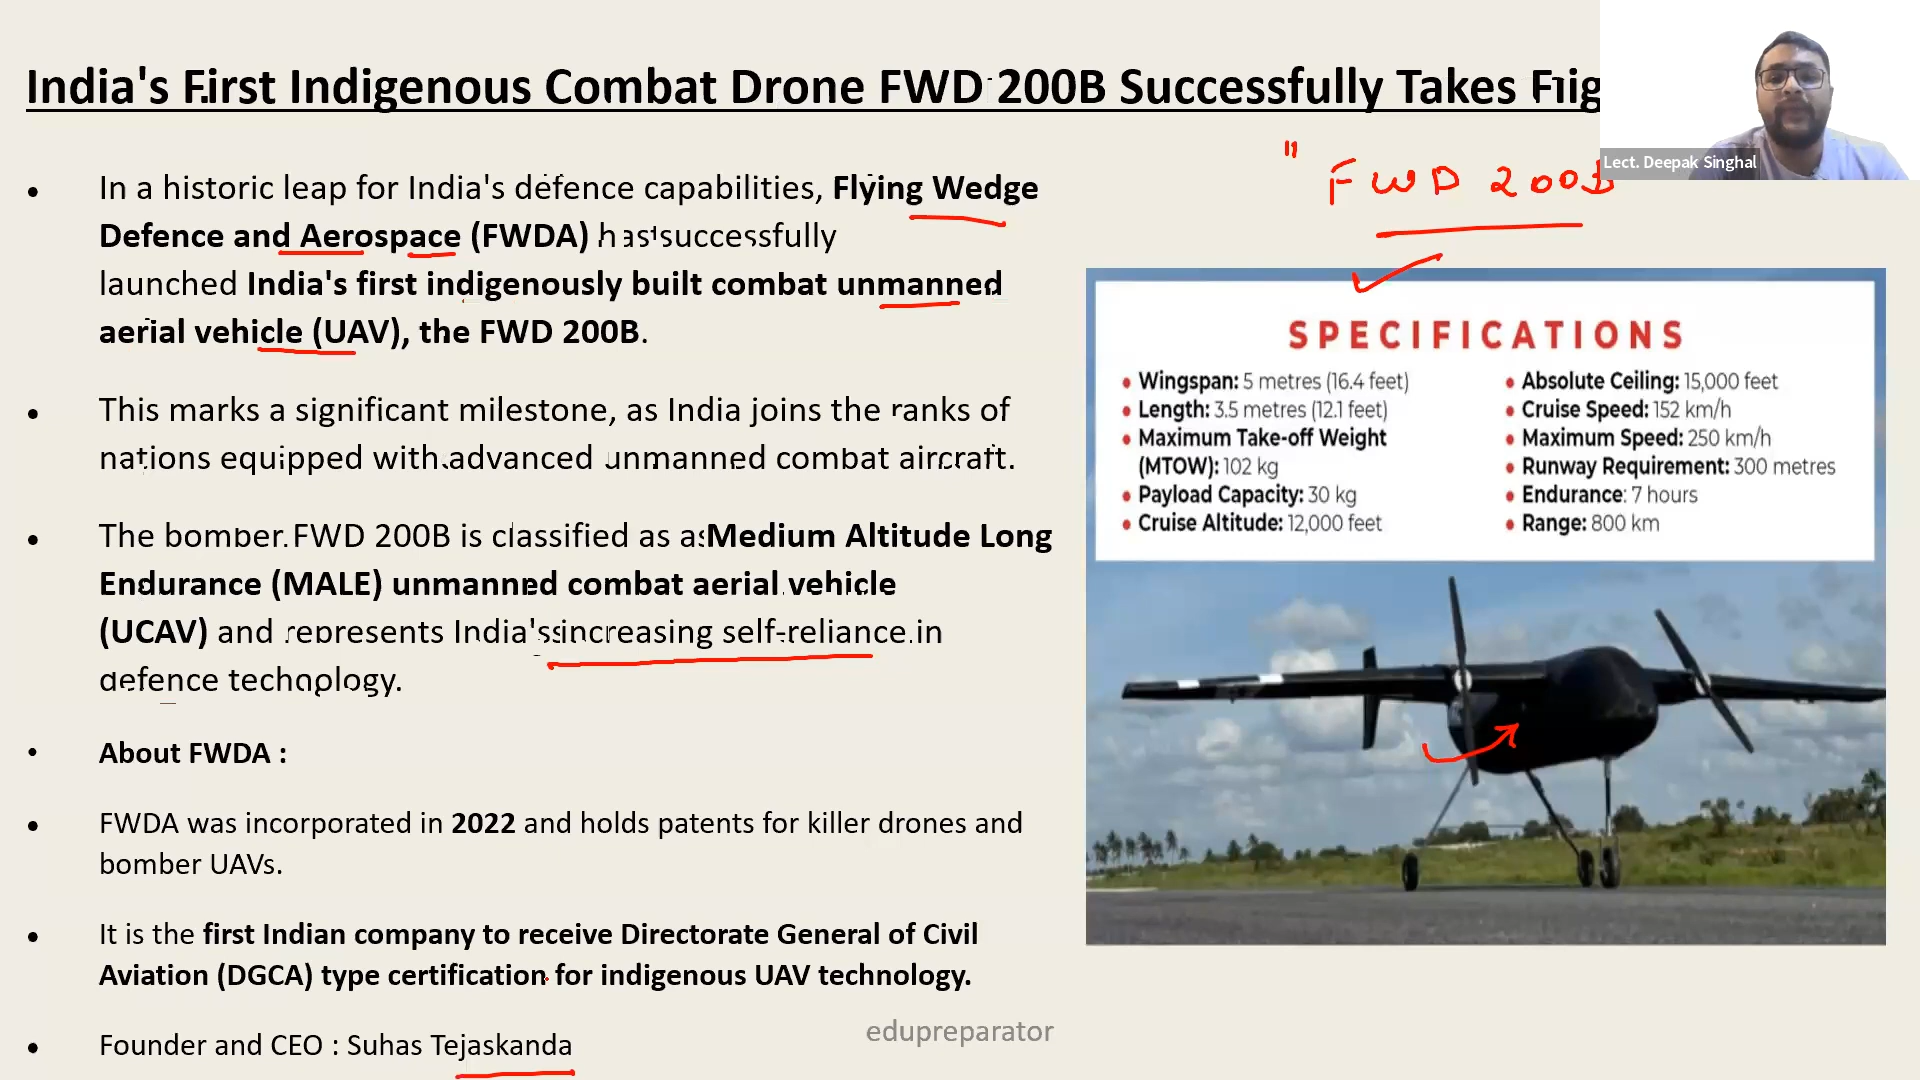 India's First Indigenous Combat Drone FWD 200B Successfully Takes Flig
Lect. Deepak Singhal
" FWD 200B
In a historic leap for India's defence capabilities, Flying Wedge
Defence and Aerospace (FWDA) has successfully
launched India's first indigenously built combat unmanned
aerial vehicle (UAV), the FWD 200B.
This marks a significant milestone, as India joins the ranks of
nations equipped with advanced unmanned combat aircraft.
The bomber FWD 200B is classified as a Medium Altitude Long
Endurance (MALE) unmanned combat aerial vehicle
(UCAV) and represents India's increasing self-reliance in
defence technology.
About FWDA :
FWDA was incorporated in 2022 and holds patents for killer drones and
bomber UAVs.
It is the first Indian company to receive Directorate General of Civil
Aviation (DGCA) type certification for indigenous UAV technology.
Founder and CEO : Suhas Tejaskanda
SPECIFICATIONS
Wingspan: 5 metres (16.4 feet)
Length: 3.5 metres (12.1 feet)
Maximum Take-off Weight
(MTOW): 102 kg
Payload Capacity: 30 kg
Cruise Altitude: 12,000 feet
Absolute Ceiling: 15,000 feet
Cruise Speed: 152 km/h
Maximum Speed: 250 km/h
Runway Requirement: 300 metres
Endurance: 7 hours
Range: 800 km
edupreparator